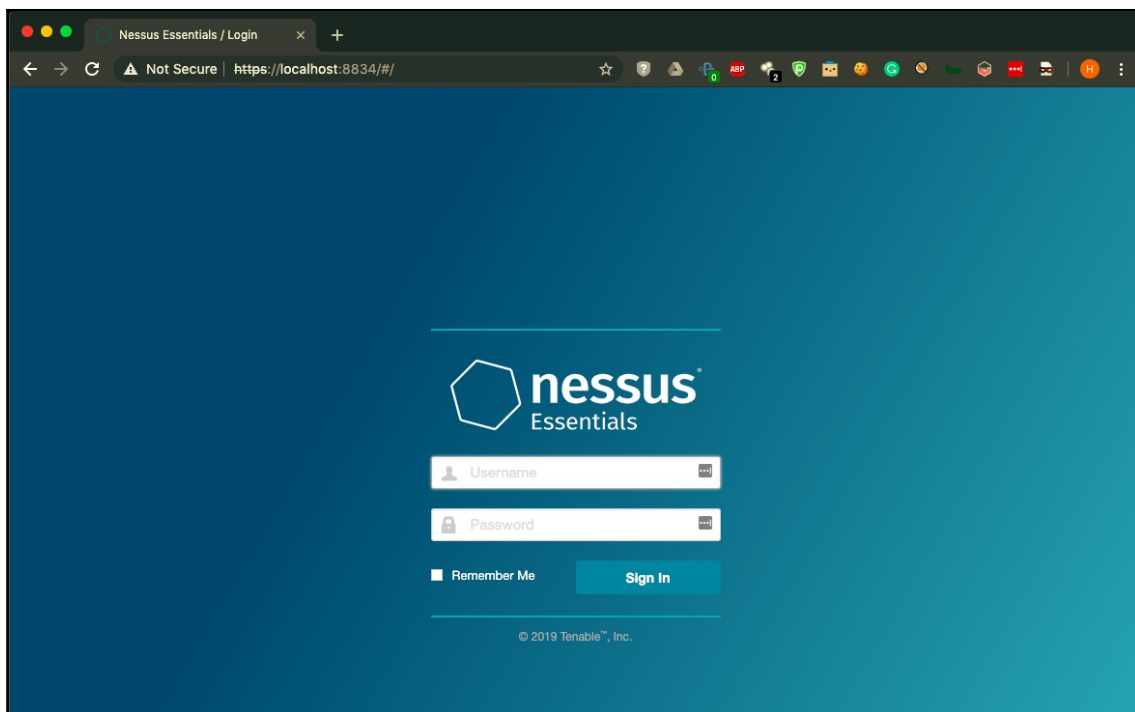 Nessus Essentials / Login
Not Secure | https://localhost:8834/#/
0
ABP
2
G
H
nessus
Essentials
Username
Password
Remember Me
Sign In
© 2019 Tenable™, Inc.